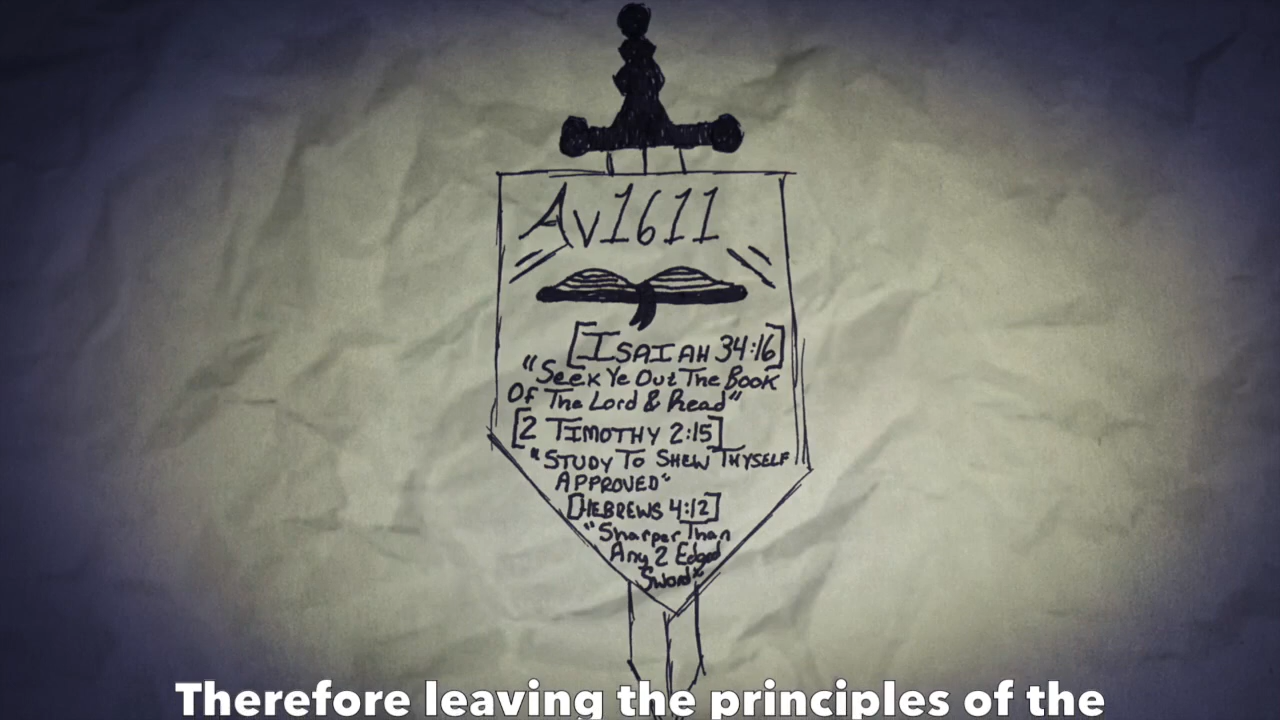 Av1611
[ISAIAH 34:16]
"Seek Ye Out The Book
Of The Lord & Read"
[2 TIMOTHY 2:15]
"STUDY TO SHEW THYSELF
APPROVED"
[HEBREWS 4:12]
"Sharper Than
Any 2 Edged
Sword"
Therefore leaving the principles of the